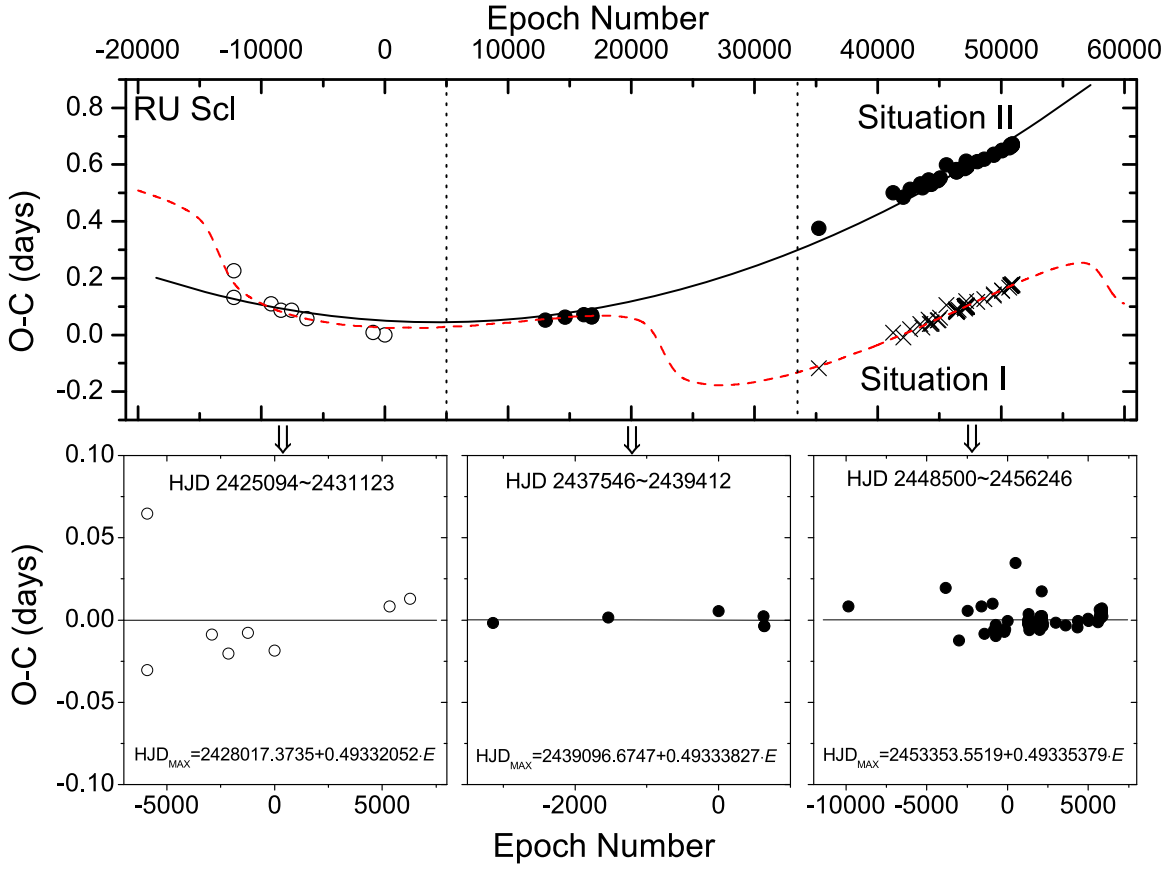 Epoch Number
-20000 -10000 0 10000 20000 30000 40000 50000 60000
RU Scl
Situation II
Situation I
O-C (days)
0.8
0.6
0.4
0.2
0.0
-0.2
⇓ ⇓ ⇓
HJD 2425094~2431123
HJD 2437546~2439412
HJD 2448500~2456246
O-C (days)
0.10
0.05
0.00
-0.05
-0.10
HJD_MAX=2428017.3735+0.49332052·E
HJD_MAX=2439096.6747+0.49333827·E
HJD_MAX=2453353.5519+0.49335379·E
-5000 0 5000
-2000 0
-10000 -5000 0 5000
Epoch Number